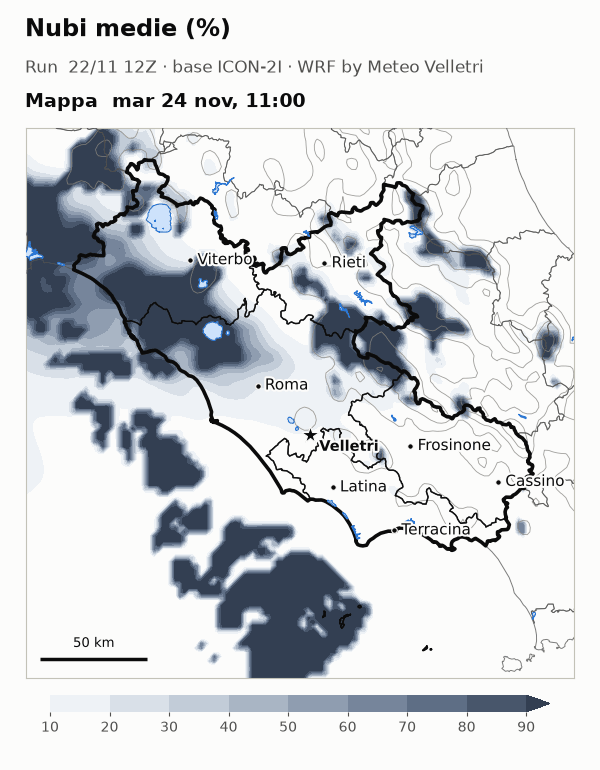 Nubi medie (%)
Run  22/11 12Z · base ICON-2I · WRF by Meteo Velletri
Mappa  mar 24 nov, 11:00
Viterbo
Rieti
Roma
Velletri
Frosinone
Cassino
Latina
Terracina
50 km
10 20 30 40 50 60 70 80 90